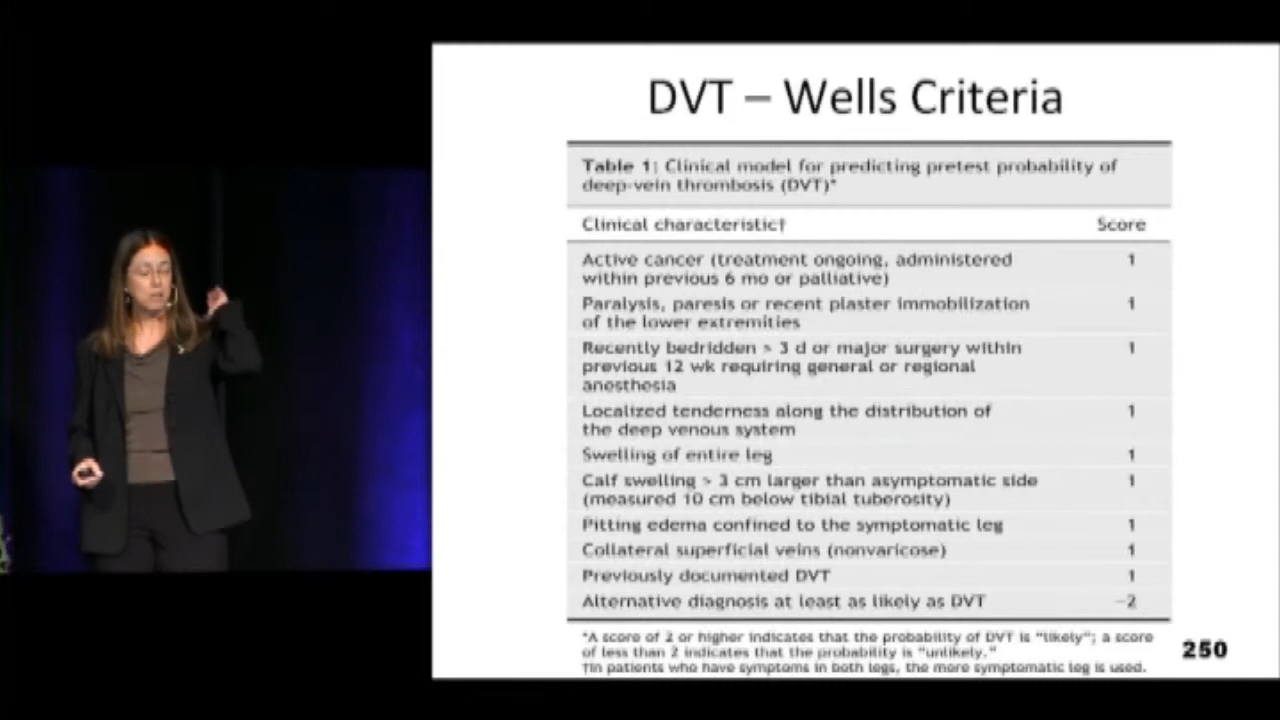 DVT – Wells Criteria
Table 1: Clinical model for predicting pretest probability of
deep-vein thrombosis (DVT)*
Clinical characteristic† Score
Active cancer (treatment ongoing, administered 1
within previous 6 mo or palliative)
Paralysis, paresis or recent plaster immobilization 1
of the lower extremities
Recently bedridden > 3 d or major surgery within 1
previous 12 wk requiring general or regional
anesthesia
Localized tenderness along the distribution of 1
the deep venous system
Swelling of entire leg 1
Calf swelling > 3 cm larger than asymptomatic side 1
(measured 10 cm below tibial tuberosity)
Pitting edema confined to the symptomatic leg 1
Collateral superficial veins (nonvaricose) 1
Previously documented DVT 1
Alternative diagnosis at least as likely as DVT −2
*A score of 2 or higher indicates that the probability of DVT is "likely"; a score
of less than 2 indicates that the probability is "unlikely."
†In patients who have symptoms in both legs, the more symptomatic leg is used.
250